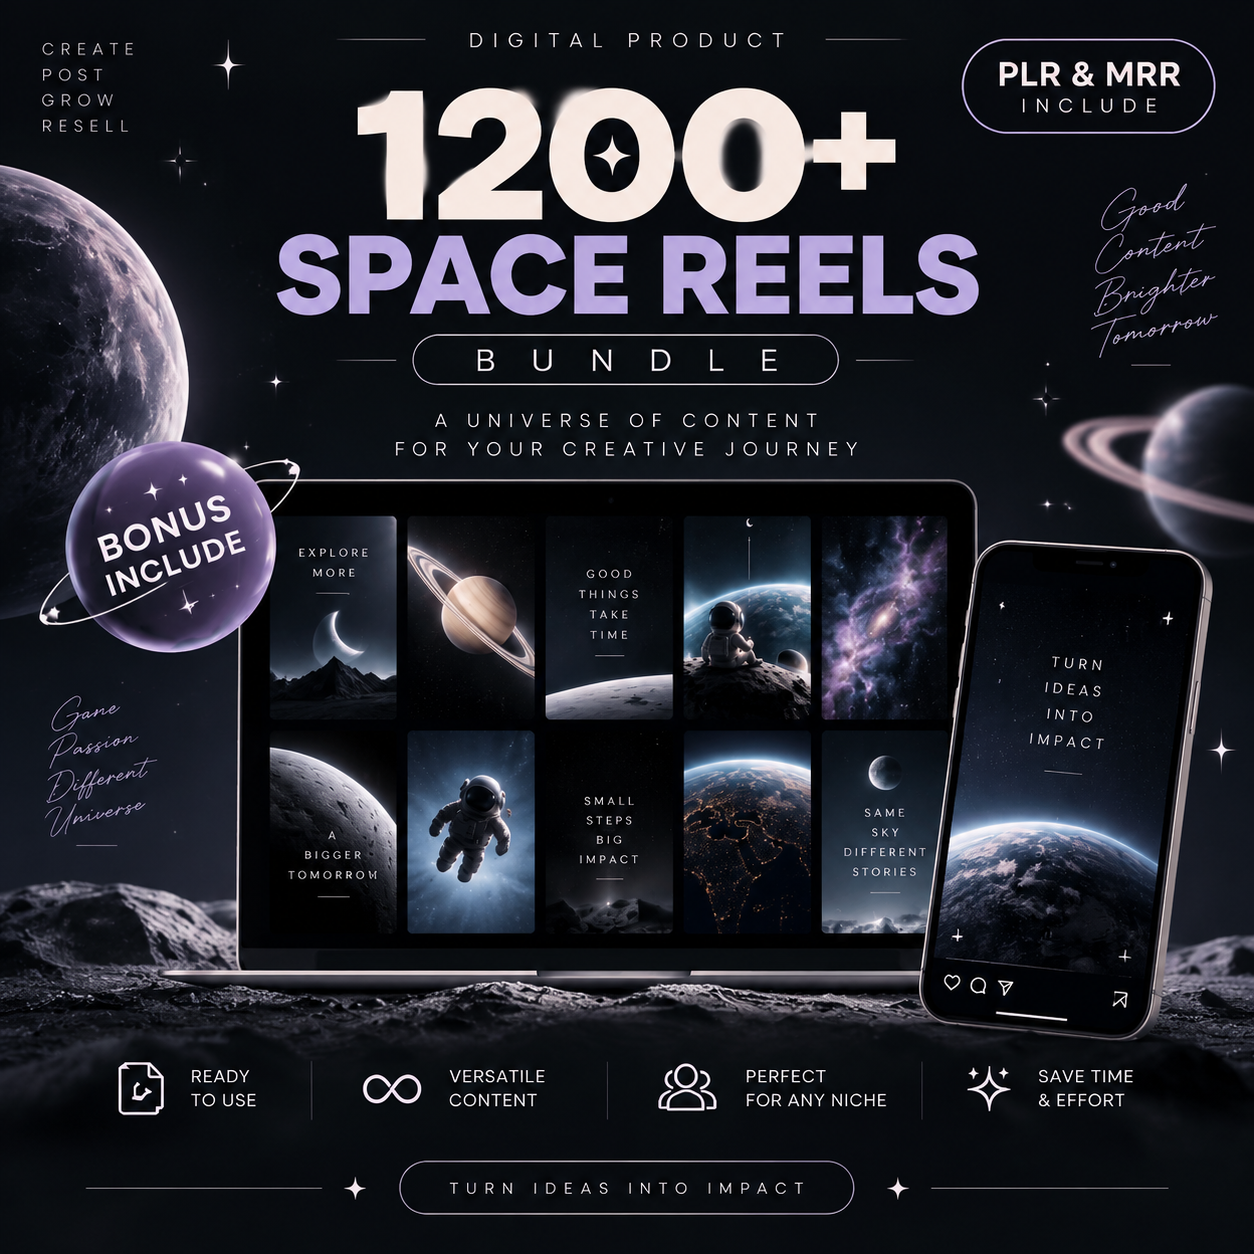 CREATE
POST
GROW
RESELL
DIGITAL PRODUCT
PLR & MRR
INCLUDE
1200+
SPACE REELS
BUNDLE
A UNIVERSE OF CONTENT
FOR YOUR CREATIVE JOURNEY
Good
Content
Brighter
Tomorrow
BONUS
INCLUDE
EXPLORE
MORE
GOOD
THINGS
TAKE
TIME
A
BIGGER
TOMORROW
SMALL
STEPS
BIG
IMPACT
SAME
SKY
DIFFERENT
STORIES
TURN
IDEAS
INTO
IMPACT
Game
Passion
Different
Universe
READY
TO USE
VERSATILE
CONTENT
PERFECT
FOR ANY NICHE
SAVE TIME
& EFFORT
TURN IDEAS INTO IMPACT